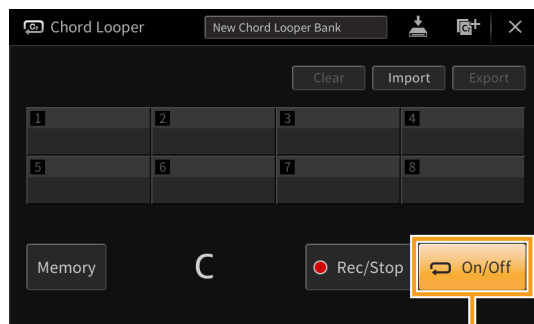 Chord Looper
New Chord Looper Bank
Clear
Import
Export
1
2
3
4
5
6
7
8
Memory
C
Rec/Stop
On/Off